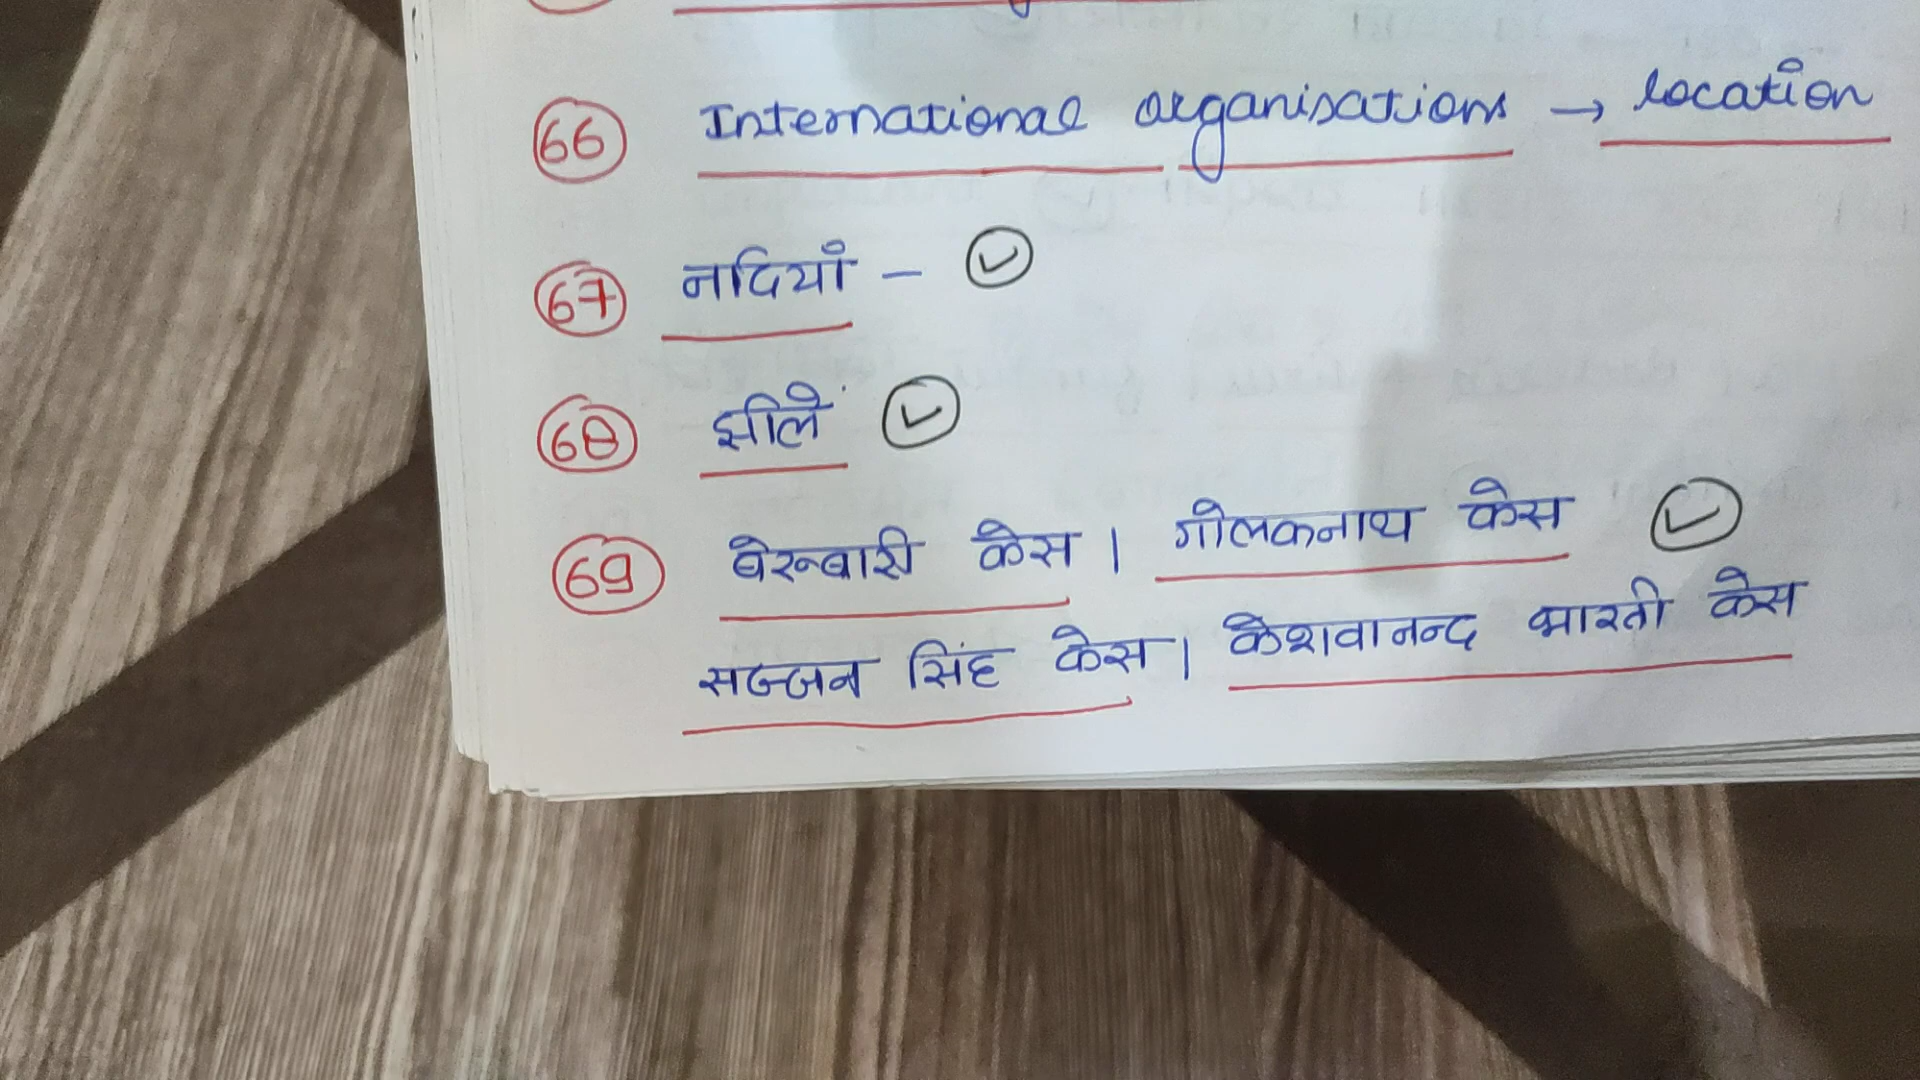 66 International organisations → location
67 नदियाँ –
68 झीलें
69 बेरूबारी केस । गोलकनाथ केस
सज्जन सिंह केस । केशवानन्द भारती केस